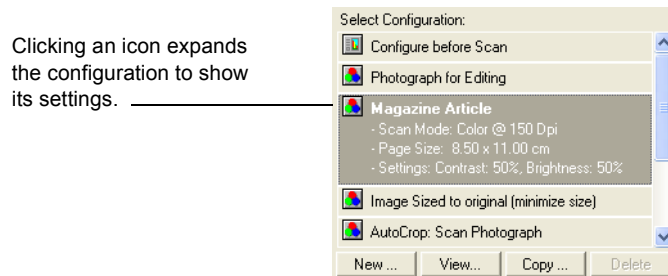 Clicking an icon expands
the configuration to show
its settings.
Select Configuration:
Configure before Scan
Photograph for Editing
Magazine Article
- Scan Mode: Color @ 150 Dpi
- Page Size: 8.50 x 11.00 cm
- Settings: Contrast: 50%, Brightness: 50%
Image Sized to original (minimize size)
AutoCrop: Scan Photograph
New ... View... Copy ... Delete